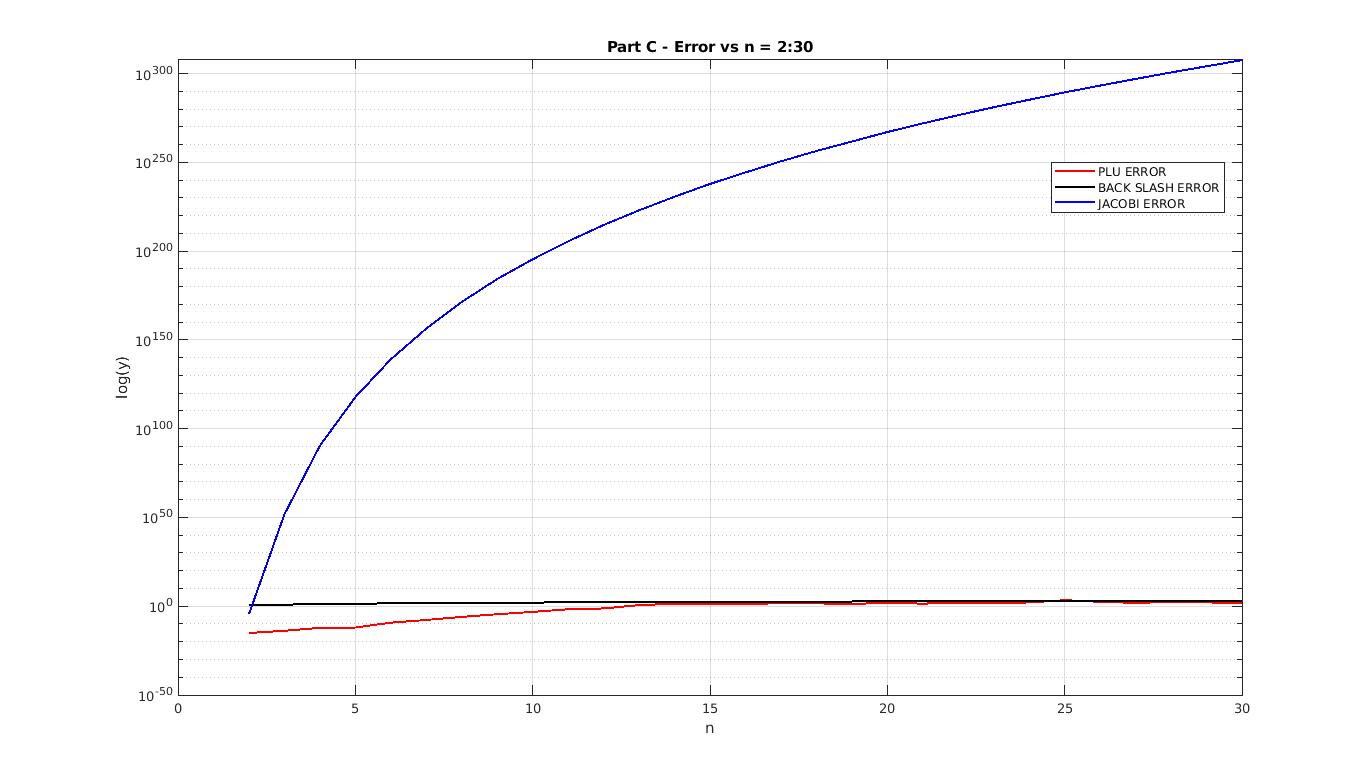 Part C - Error vs n = 2:30
10^300
10^250
10^200
10^150
10^100
10^50
10^0
10^-50
log(y)
PLU ERROR
BACK SLASH ERROR
JACOBI ERROR
0 5 10 15 20 25 30
n